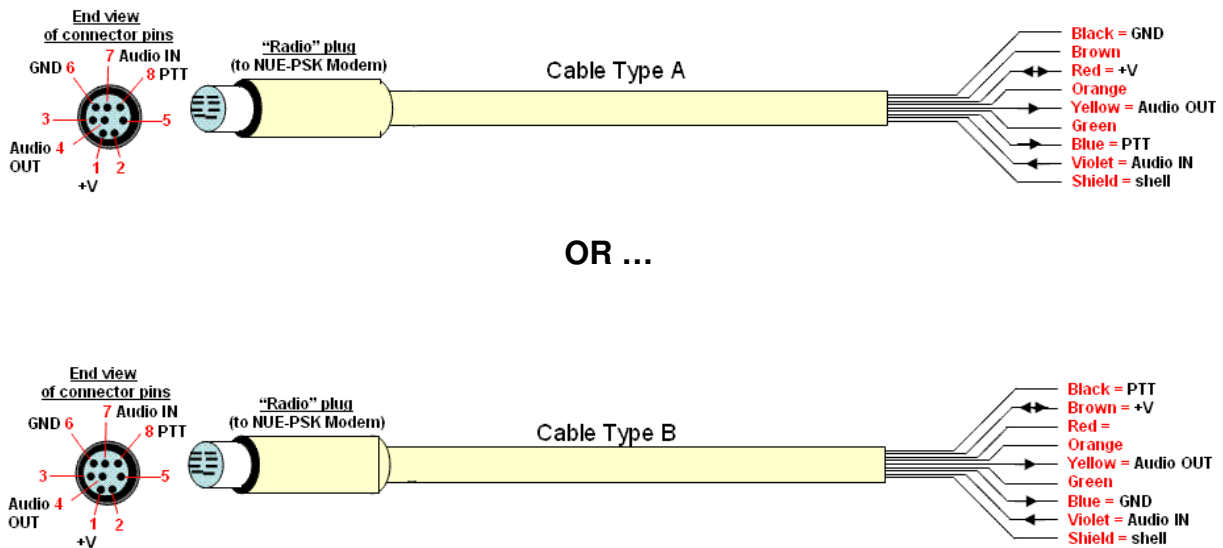 End view
of connector pins
7 Audio IN
GND 6
8 PTT
3
5
Audio 4
OUT
1
2
+V
“Radio” plug
(to NUE-PSK Modem)
Cable Type A
Black = GND
Brown
Red = +V
Orange
Yellow = Audio OUT
Green
Blue = PTT
Violet = Audio IN
Shield = shell
OR ...
End view
of connector pins
7 Audio IN
GND 6
8 PTT
3
5
Audio 4
OUT
1
2
+V
“Radio” plug
(to NUE-PSK Modem)
Cable Type B
Black = PTT
Brown = +V
Red =
Orange
Yellow = Audio OUT
Green
Blue = GND
Violet = Audio IN
Shield = shell